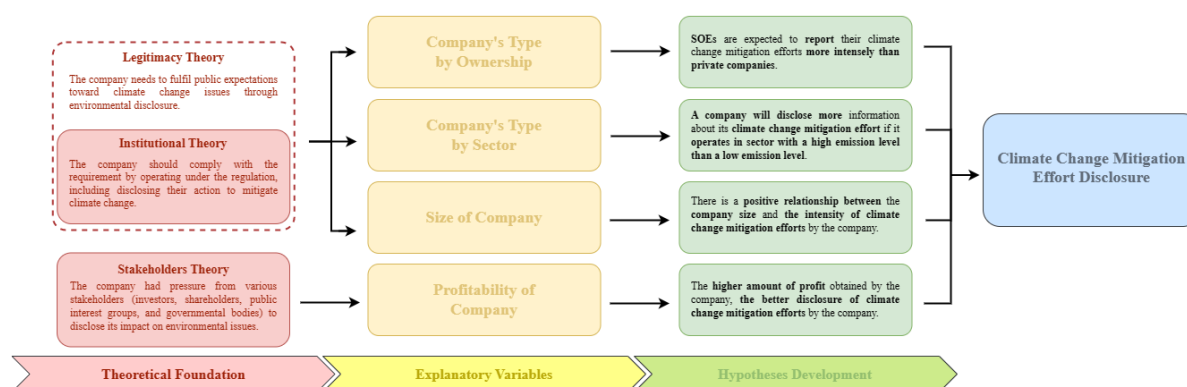 Legitimacy Theory
The company needs to fulfil public expectations
toward climate change issues through
environmental disclosure.
Institutional Theory
The company should comply with the
requirement by operating under the regulation,
including disclosing their action to mitigate
climate change.
Stakeholders Theory
The company had pressure from various
stakeholders (investors, shareholders, public
interest groups, and governmental bodies) to
disclose its impact on environmental issues.
Company's Type
by Ownership
Company's Type
by Sector
Size of Company
Profitability of
Company
SOEs are expected to report their climate
change mitigation efforts more intensely than
private companies.
A company will disclose more information
about its climate change mitigation effort if it
operates in sector with a high emission level
than a low emission level.
There is a positive relationship between the
company size and the intensity of climate
change mitigation efforts by the company.
The higher amount of profit obtained by the
company, the better disclosure of climate
change mitigation efforts by the company.
Climate Change Mitigation
Effort Disclosure
Theoretical Foundation
Explanatory Variables
Hypotheses Development